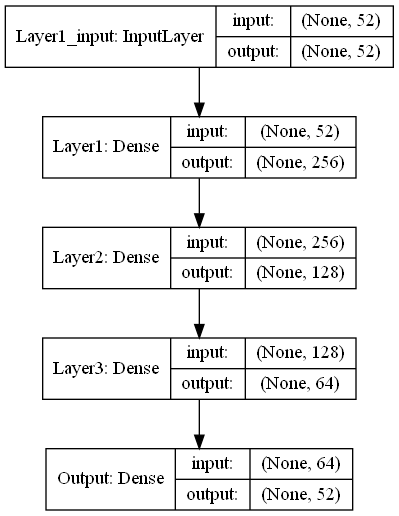 Layer1_input: InputLayer
input: (None, 52)
output: (None, 52)
Layer1: Dense
input: (None, 52)
output: (None, 256)
Layer2: Dense
input: (None, 256)
output: (None, 128)
Layer3: Dense
input: (None, 128)
output: (None, 64)
Output: Dense
input: (None, 64)
output: (None, 52)